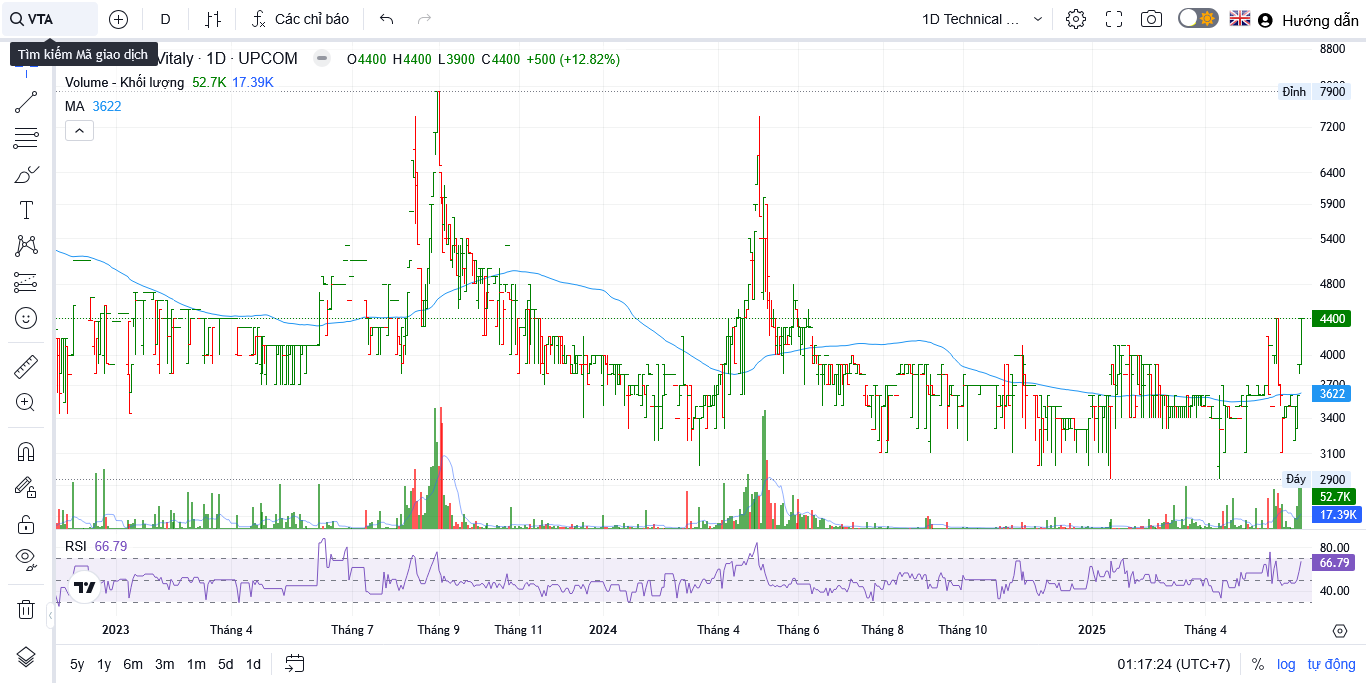 VTA
D
Các chỉ báo
1D Technical ...
Hướng dẫn
Tìm kiếm Mã giao dịch
Vitaly · 1D · UPCOM
O4400 H4400 L3900 C4400 +500 (+12.82%)
Volume - Khối lượng 52.7K 17.39K
MA 3622
8800
Đỉnh 7900
7200
6400
5900
5400
4800
4400
4000
3700
3622
3400
3100
Đáy 2900
52.7K
17.39K
RSI 66.79
80.00
66.79
40.00
2023
Tháng 4
Tháng 7
Tháng 9
Tháng 11
2024
Tháng 4
Tháng 6
Tháng 8
Tháng 10
2025
Tháng 4
5y 1y 6m 3m 1m 5d 1d
01:17:24 (UTC+7)
% log tự động